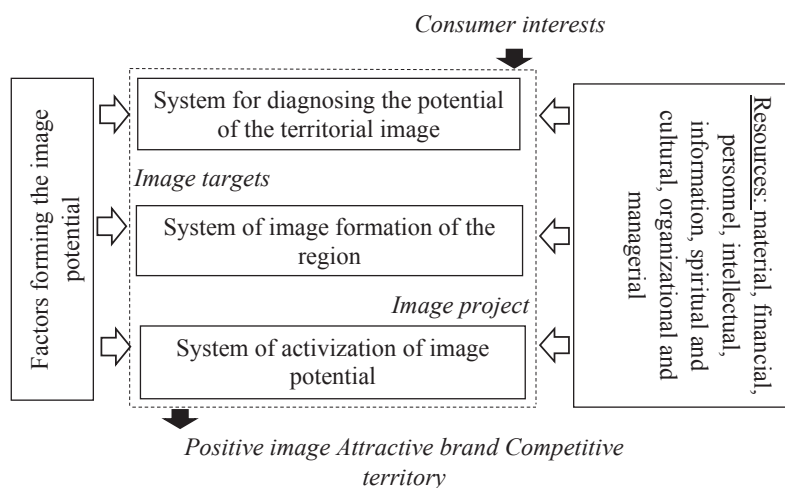 Consumer interests
Factors forming the image
potential
System for diagnosing the potential
of the territorial image
Image targets
System of image formation of the
region
Image project
System of activization of image
potential
Resources: material, financial,
personnel, intellectual,
information, spiritual and
cultural, organizational and
managerial
Positive image Attractive brand Competitive
territory